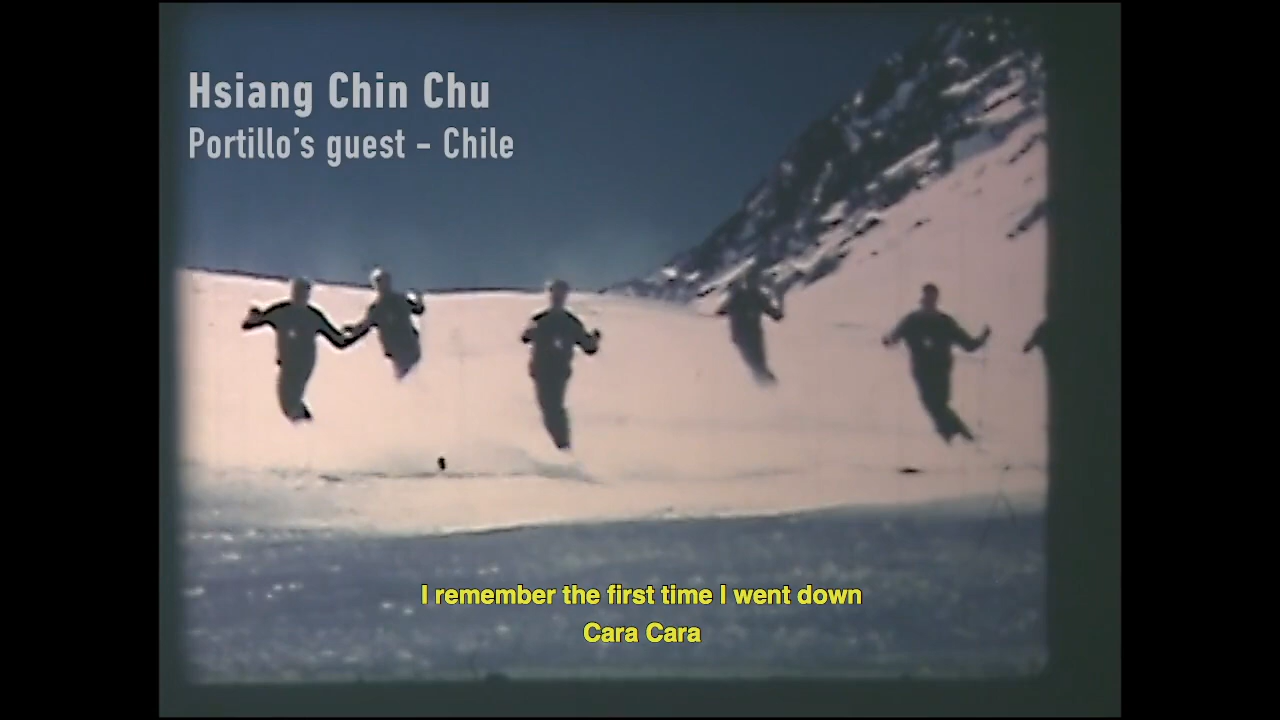 Hsiang Chin Chu
Portillo's guest - Chile
I remember the first time I went down
Cara Cara